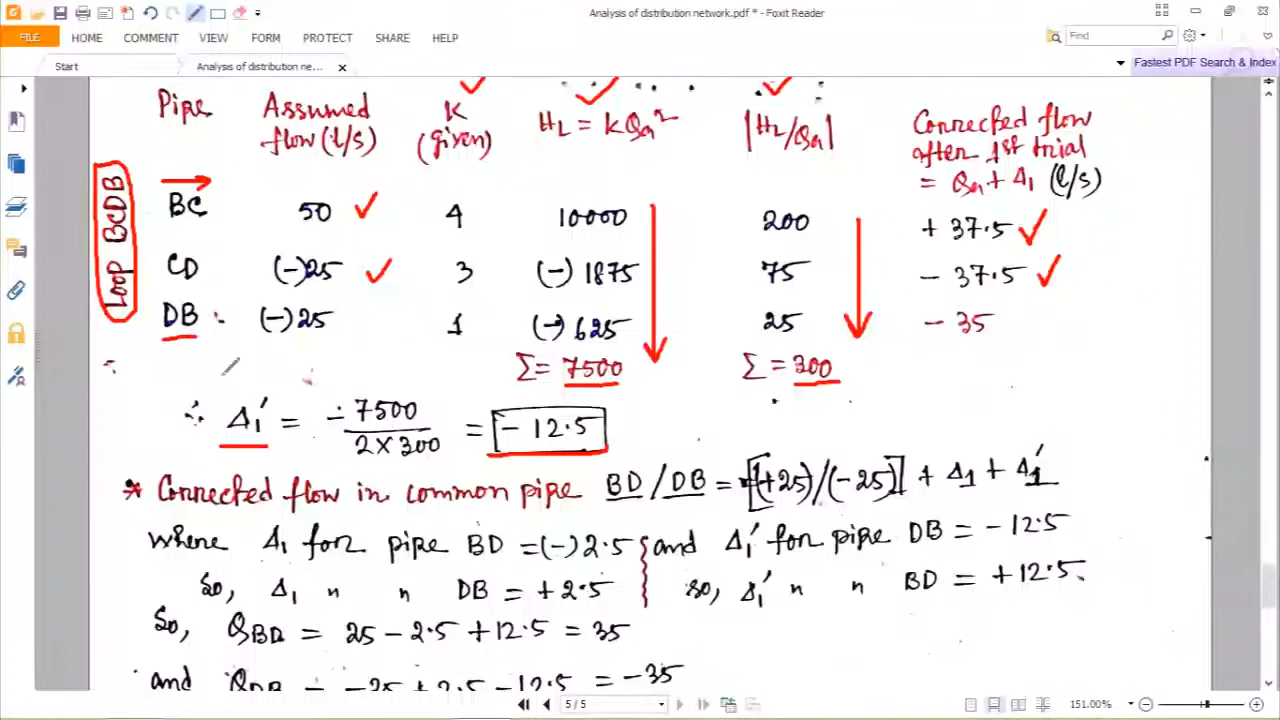 Analysis of distribution network.pdf * - Foxit Reader
FILE HOME COMMENT VIEW FORM PROTECT SHARE HELP
Find
Start Analysis of distribution ne...
Fastest PDF Search & Index
Pipe Assumed flow (l/s) K (given) HL = KQa² |HL/Qa| Corrected flow after 1st trial = Qa + Δ1 (l/s)
Loop BCDB
BC 50 4 10000 200 + 37.5
CD (-)25 3 (-) 1875 75 - 37.5
DB (-)25 1 (-) 625 25 - 35
Σ = 7500 Σ = 300
∴ Δ1' = -7500 / 2×300 = - 12.5
* Corrected flow in common pipe BD/DB = [(+25)/(-25)] + Δ1 + Δ1'
where Δ1 for pipe BD = (-) 2.5 and Δ1' for pipe DB = - 12.5
So, Δ1 " " DB = + 2.5 so, Δ1' " " BD = + 12.5
So, QBD = 25 - 2.5 + 12.5 = 35
and QDB = -25 + 2.5 - 12.5 = -35
5 / 5
151.00%